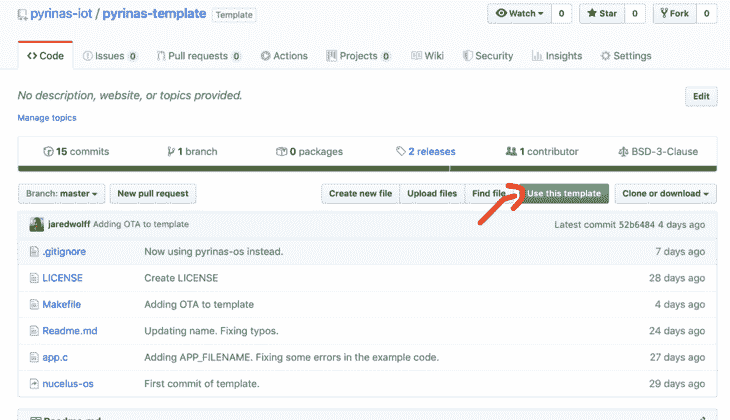 pyrinas-iot / pyrinas-template Template Watch 0 Star 0 Fork 0
Code Issues 0 Pull requests 0 Actions Projects 0 Wiki Security Insights Settings
No description, website, or topics provided. Edit
Manage topics
15 commits 1 branch 0 packages 2 releases 1 contributor BSD-3-Clause
Branch: master New pull request Create new file Upload files Find file Use this template Clone or download
jaredwolff Adding OTA to template Latest commit 52b6484 4 days ago
.gitignore Now using pyrinas-os instead. 7 days ago
LICENSE Create LICENSE 28 days ago
Makefile Adding OTA to template 4 days ago
Readme.md Updating name. Fixing typos. 24 days ago
app.c Adding APP_FILENAME. Fixing some errors in the example code. 27 days ago
nucelus-os First commit of template. 29 days ago
Readme.md